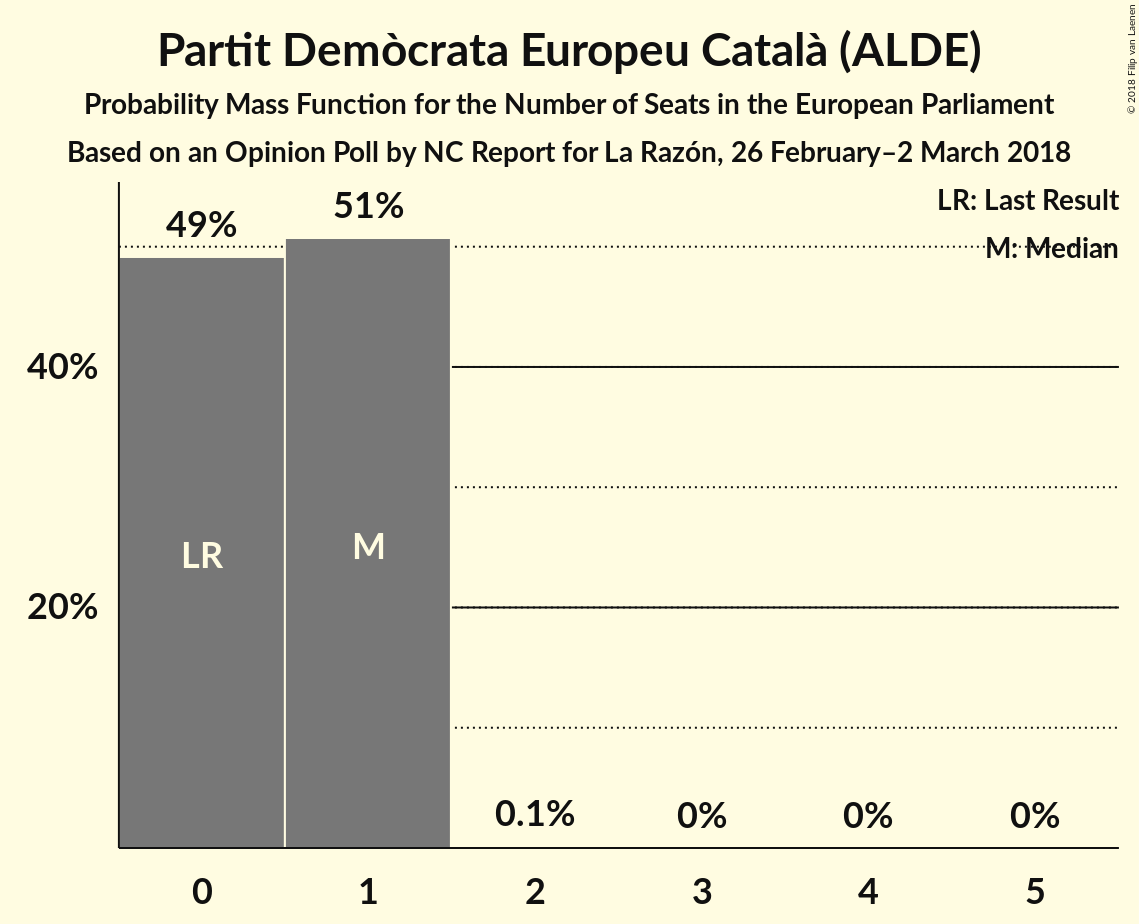 Partit Demòcrata Europeu Català (ALDE)
Probability Mass Function for the Number of Seats in the European Parliament
Based on an Opinion Poll by NC Report for La Razón, 26 February–2 March 2018
© 2018 Filip van Laenen
LR: Last Result
M: Median
49%
51%
40%
20%
LR
M
0.1%
0%
0%
0%
0
1
2
3
4
5